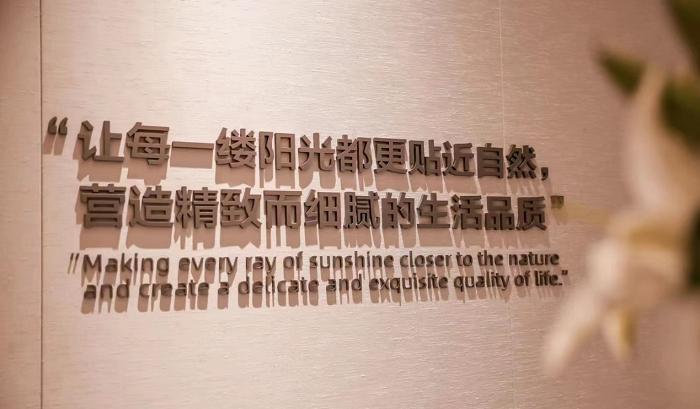 “让每一缕阳光都更贴近自然,
营造精致而细腻的生活品质”
"Making every ray of sunshine closer to the nature
and create a delicate and exquisite quality of life."